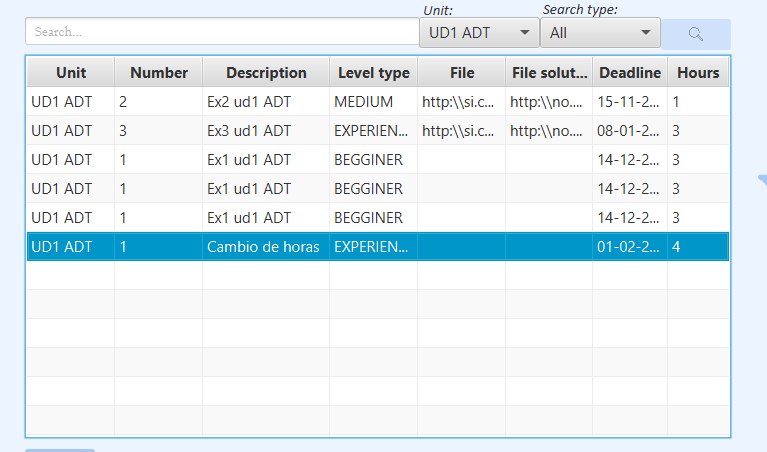 Unit: Search type:
Search... UD1 ADT All
Unit Number Description Level type File File solut... Deadline Hours
UD1 ADT 2 Ex2 ud1 ADT MEDIUM http:\\si.c... http:\\no.... 15-11-2... 1
UD1 ADT 3 Ex3 ud1 ADT EXPERIEN... http:\\si.c... http:\\no.... 08-01-2... 3
UD1 ADT 1 Ex1 ud1 ADT BEGGINER 14-12-2... 3
UD1 ADT 1 Ex1 ud1 ADT BEGGINER 14-12-2... 3
UD1 ADT 1 Ex1 ud1 ADT BEGGINER 14-12-2... 3
UD1 ADT 1 Cambio de horas EXPERIEN... 01-02-2... 4